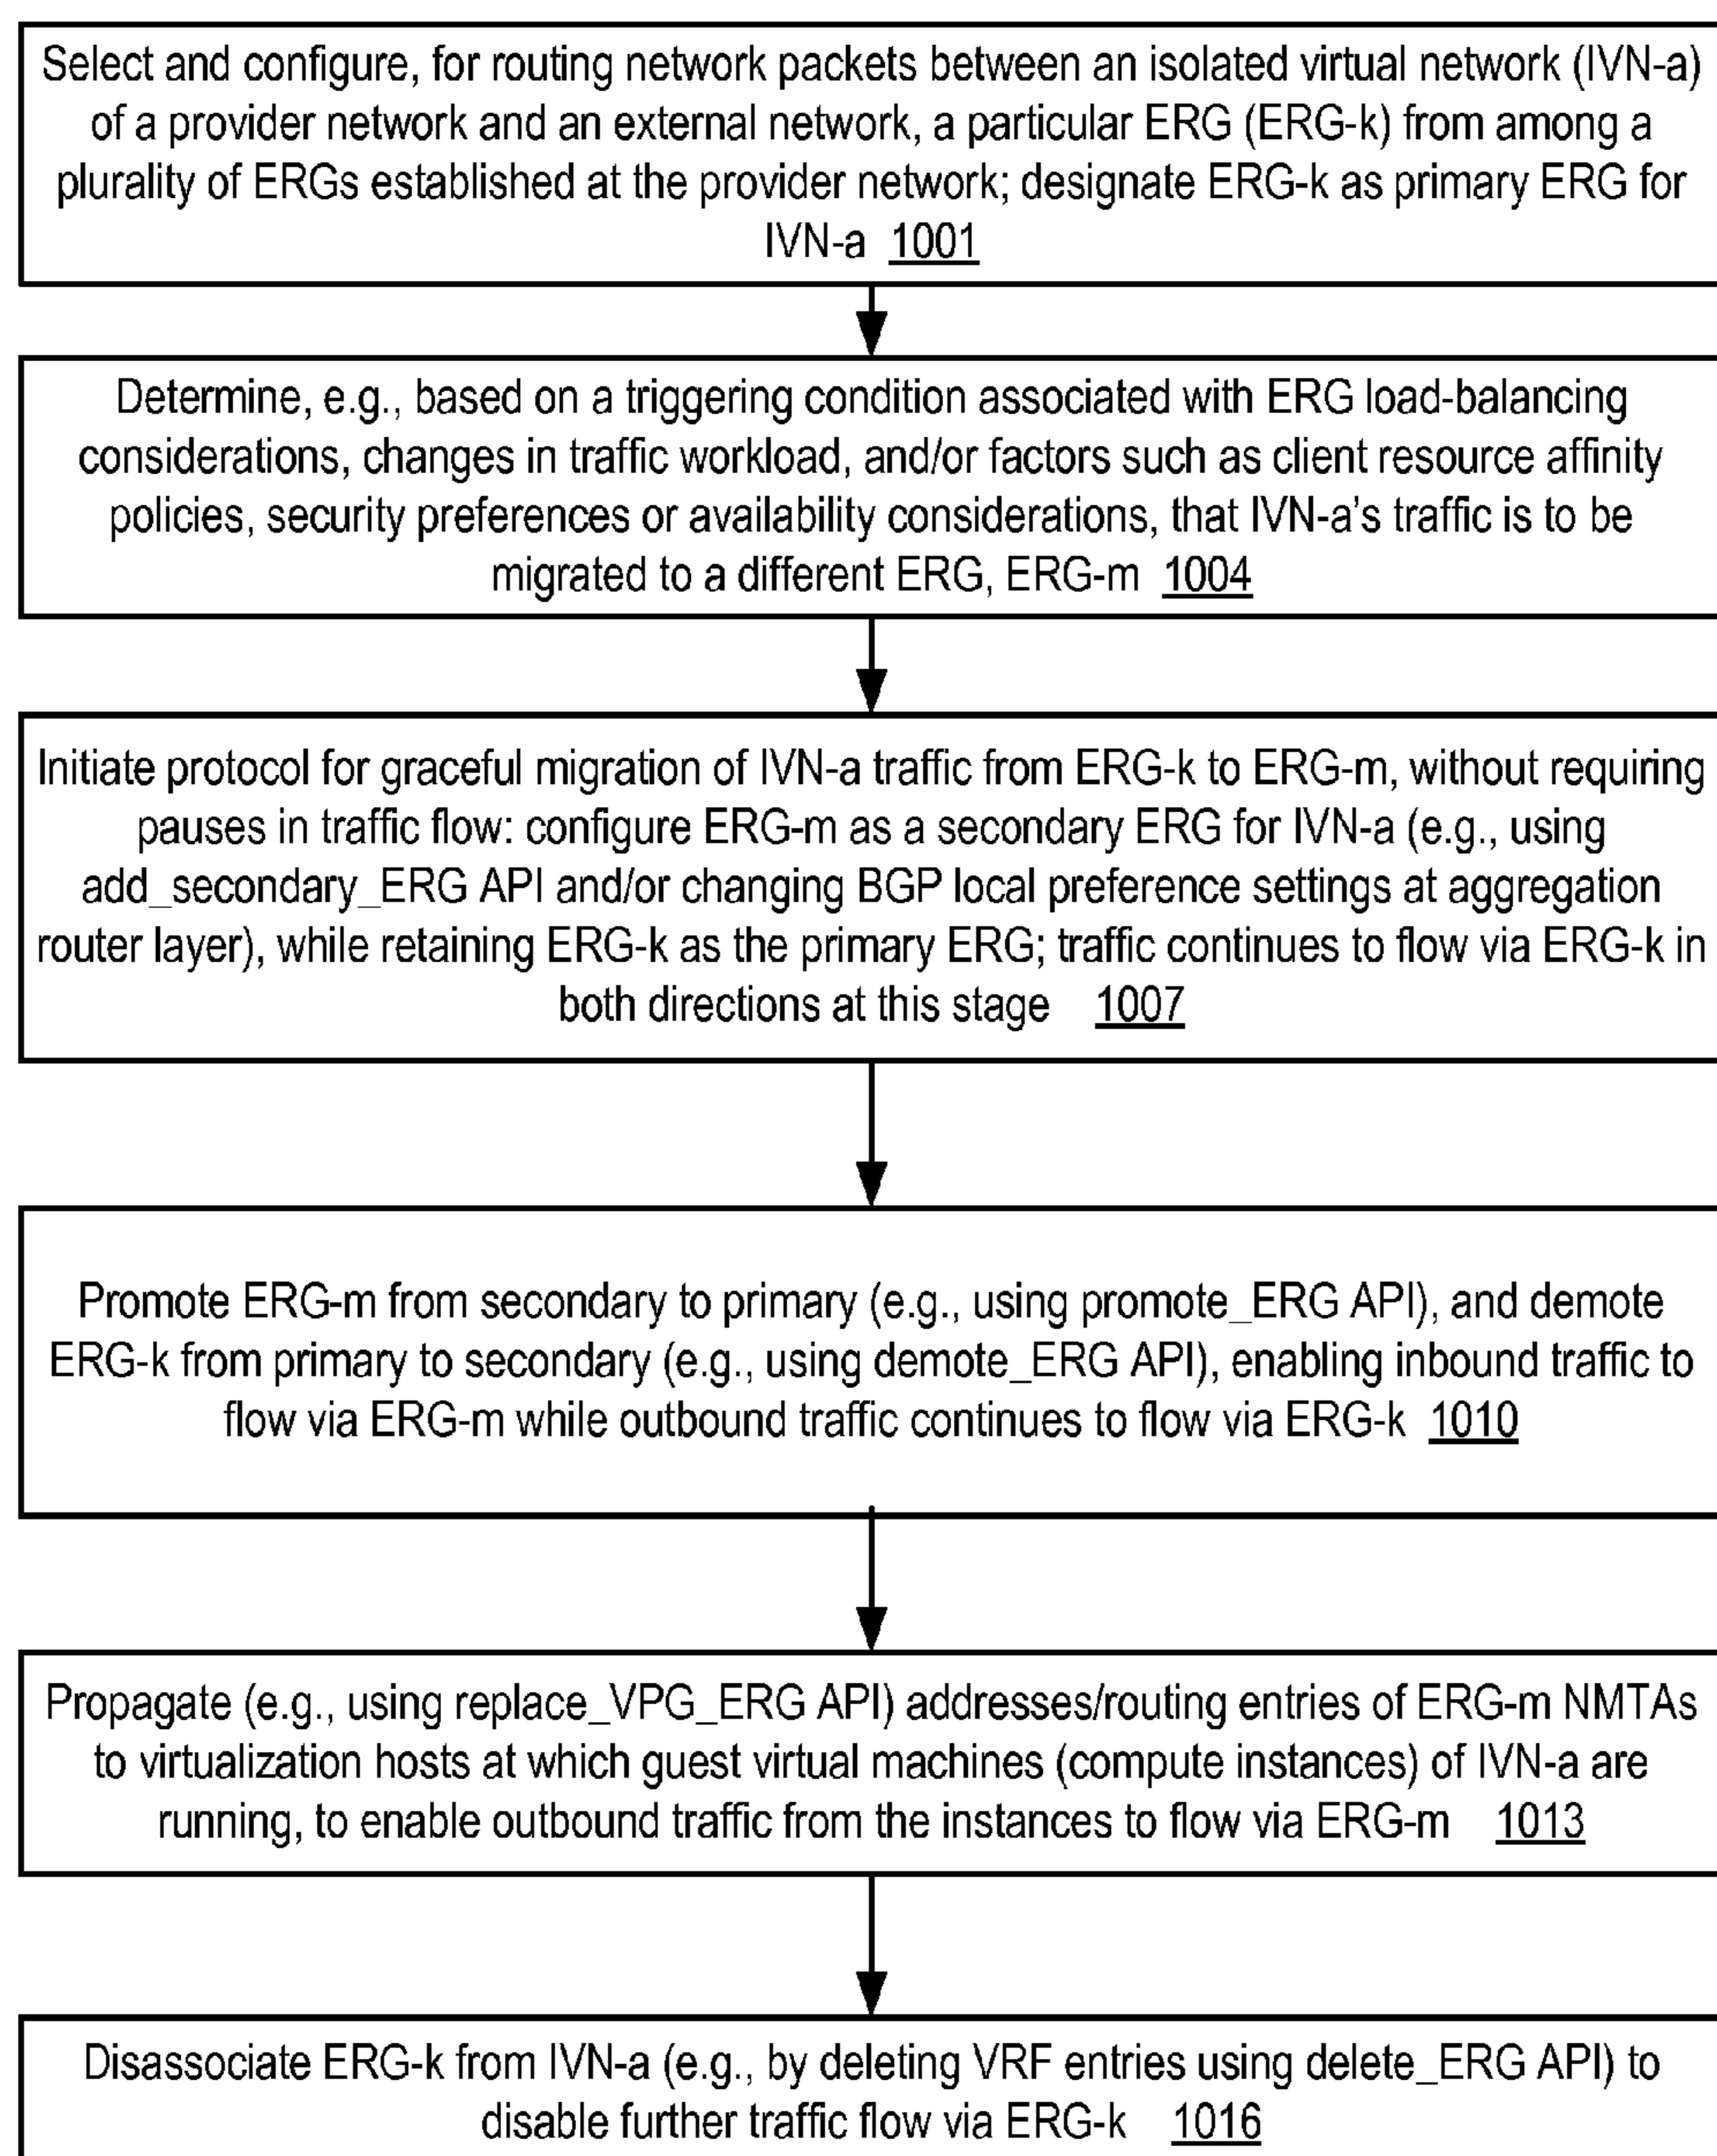 Select and configure, for routing network packets between an isolated virtual network (IVN-a)
of a provider network and an external network, a particular ERG (ERG-k) from among a
plurality of ERGs established at the provider network; designate ERG-k as primary ERG for
IVN-a 1001
Determine, e.g., based on a triggering condition associated with ERG load-balancing
considerations, changes in traffic workload, and/or factors such as client resource affinity
policies, security preferences or availability considerations, that IVN-a’s traffic is to be
migrated to a different ERG, ERG-m 1004
Initiate protocol for graceful migration of IVN-a traffic from ERG-k to ERG-m, without requiring
pauses in traffic flow: configure ERG-m as a secondary ERG for IVN-a (e.g., using
add_secondary_ERG API and/or changing BGP local preference settings at aggregation
router layer), while retaining ERG-k as the primary ERG; traffic continues to flow via ERG-k in
both directions at this stage 1007
Promote ERG-m from secondary to primary (e.g., using promote_ERG API), and demote
ERG-k from primary to secondary (e.g., using demote_ERG API), enabling inbound traffic to
flow via ERG-m while outbound traffic continues to flow via ERG-k 1010
Propagate (e.g., using replace_VPG_ERG API) addresses/routing entries of ERG-m NMTAs
to virtualization hosts at which guest virtual machines (compute instances) of IVN-a are
running, to enable outbound traffic from the instances to flow via ERG-m 1013
Disassociate ERG-k from IVN-a (e.g., by deleting VRF entries using delete_ERG API) to
disable further traffic flow via ERG-k 1016